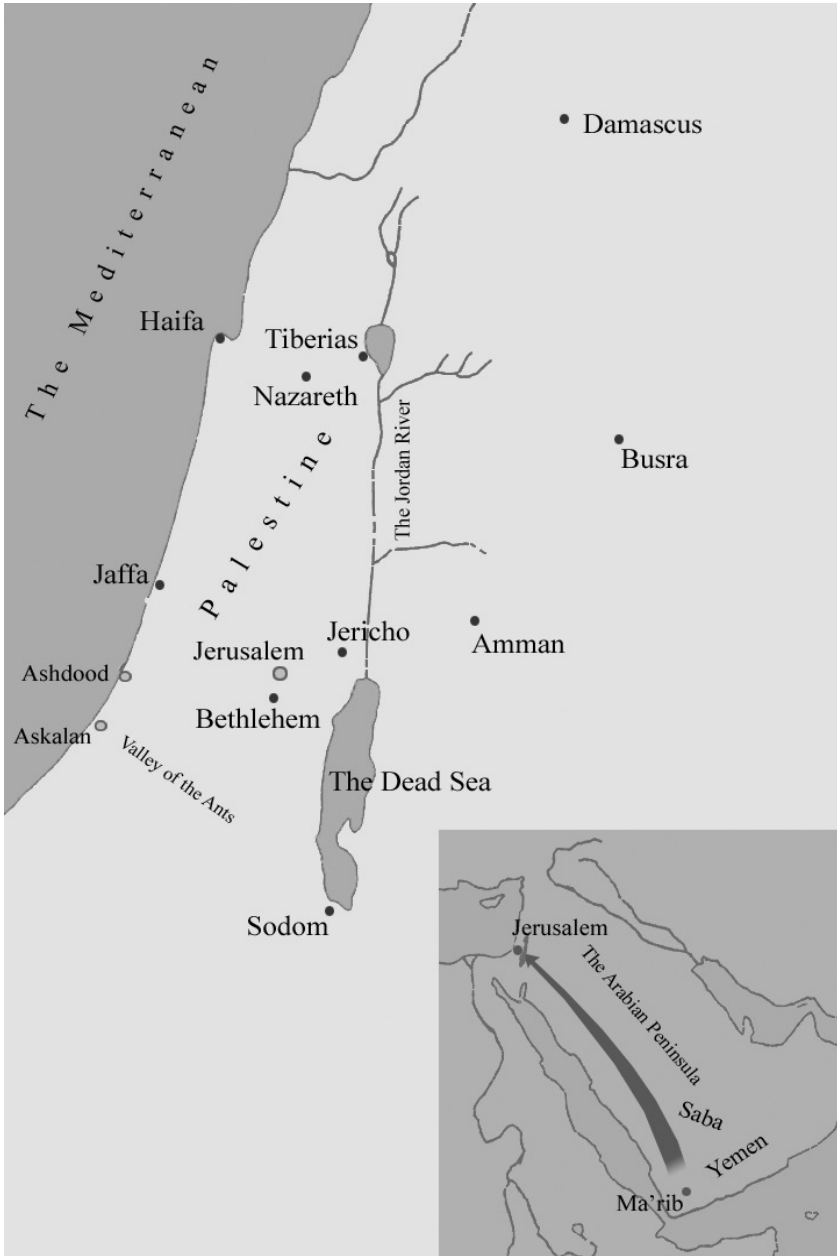 The Mediterranean
Damascus
Haifa
Tiberias
Nazareth
Palestine
The Jordan River
Busra
Jaffa
Jericho
Amman
Jerusalem
Ashdood
Bethlehem
Askalan
Valley of the Ants
The Dead Sea
Sodom
Jerusalem
The Arabian Peninsula
Saba
Yemen
Ma'rib